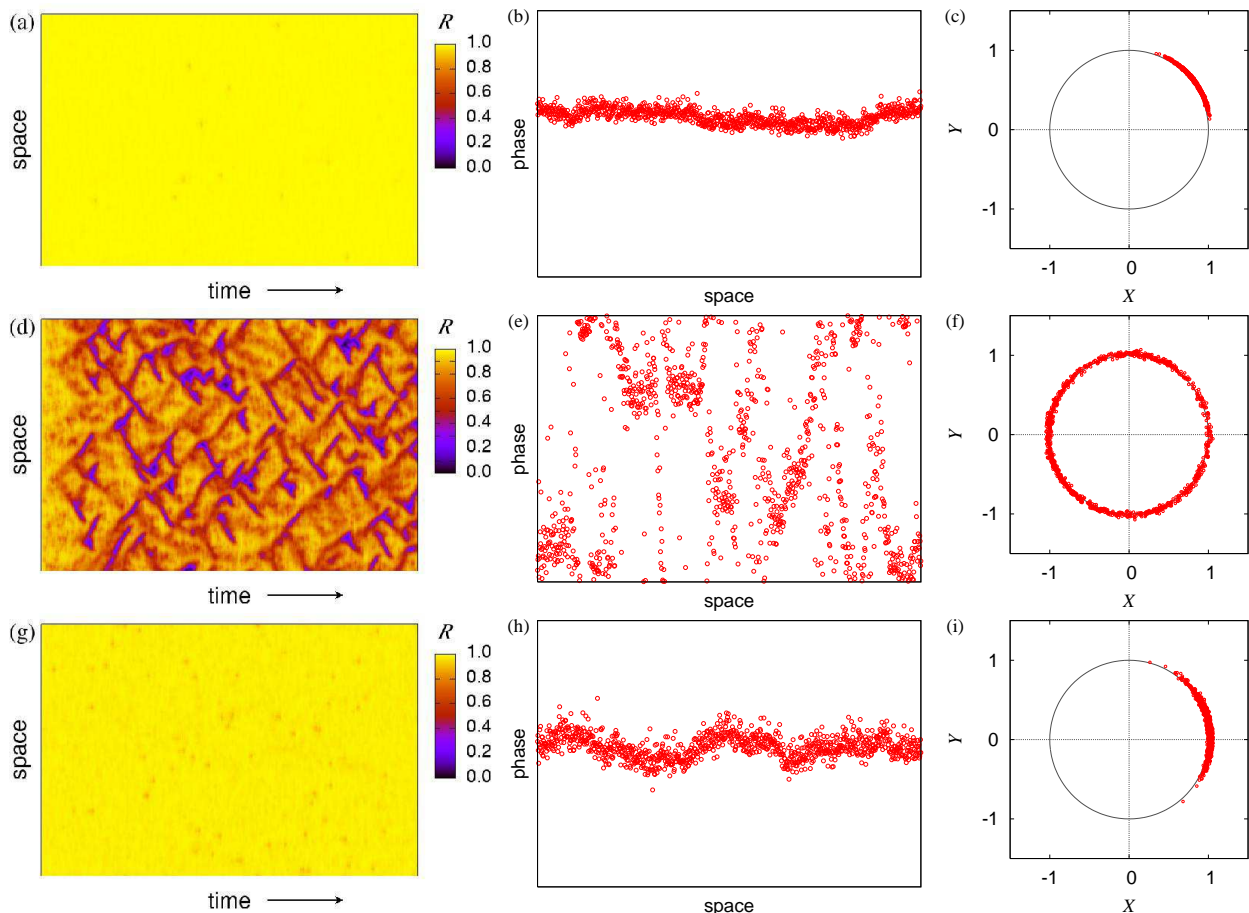 (a)
R
1.0
0.8
0.6
0.4
0.2
0.0
space
time
(b)
phase
space
(c)
1
0
-1
Y
-1 0 1
X
(d)
R
1.0
0.8
0.6
0.4
0.2
0.0
space
time
(e)
phase
space
(f)
1
0
-1
Y
-1 0 1
X
(g)
R
1.0
0.8
0.6
0.4
0.2
0.0
space
time
(h)
phase
space
(i)
1
0
-1
Y
-1 0 1
X